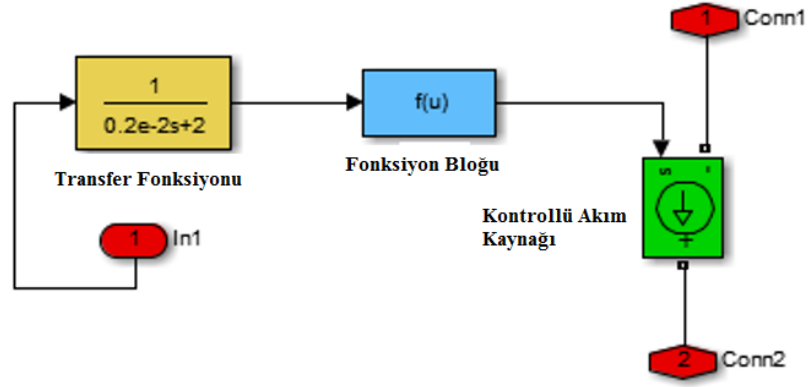 1
Conn1
1
0.2e-2s+2
f(u)
Transfer Fonksiyonu
Fonksiyon Bloğu
s
-
Kontrollü Akım
Kaynağı
+
1
In1
2
Conn2